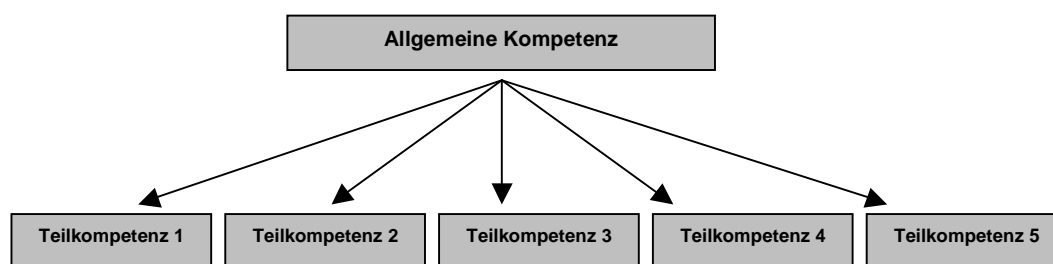 Allgemeine Kompetenz
Teilkompetenz 1
Teilkompetenz 2
Teilkompetenz 3
Teilkompetenz 4
Teilkompetenz 5